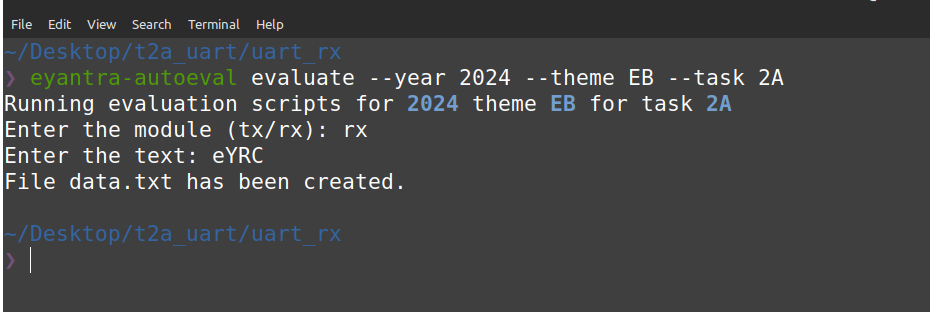 File Edit View Search Terminal Help
~/Desktop/t2a_uart/uart_rx
❯ eyantra-autoeval evaluate --year 2024 --theme EB --task 2A
Running evaluation scripts for 2024 theme EB for task 2A
Enter the module (tx/rx): rx
Enter the text: eYRC
File data.txt has been created.
~/Desktop/t2a_uart/uart_rx
❯